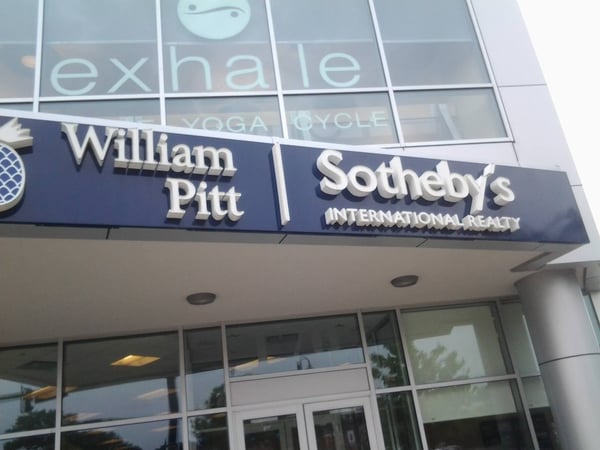 exhale
YOGA CYCLE
William
Pitt
Sotheby's
INTERNATIONAL REALTY